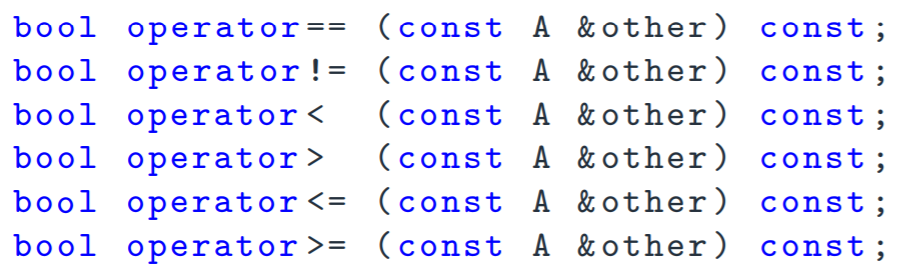 bool operator== (const A &other) const;
bool operator!= (const A &other) const;
bool operator<  (const A &other) const;
bool operator>  (const A &other) const;
bool operator<= (const A &other) const;
bool operator>= (const A &other) const;